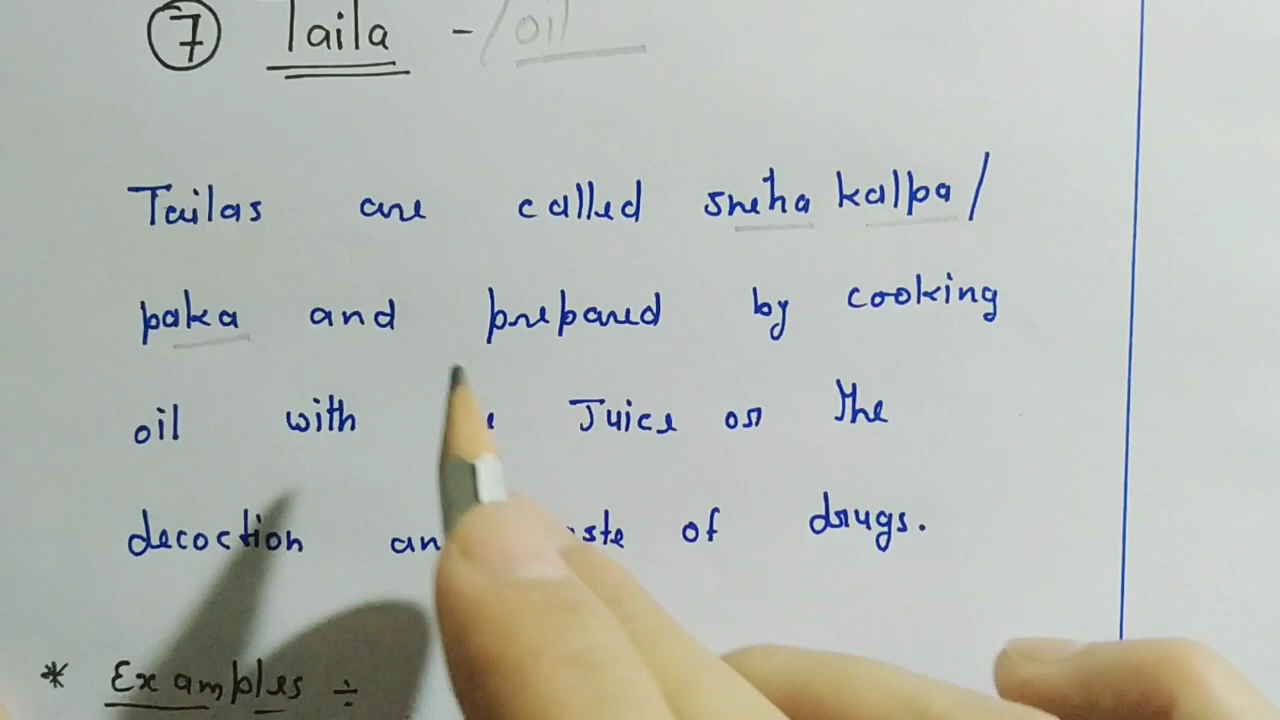 7 Taila - / oil
Tailas are called sneha kalpa /
paka and prepared by cooking
oil with Juice or the
decoction of drugs.
* Examples ÷